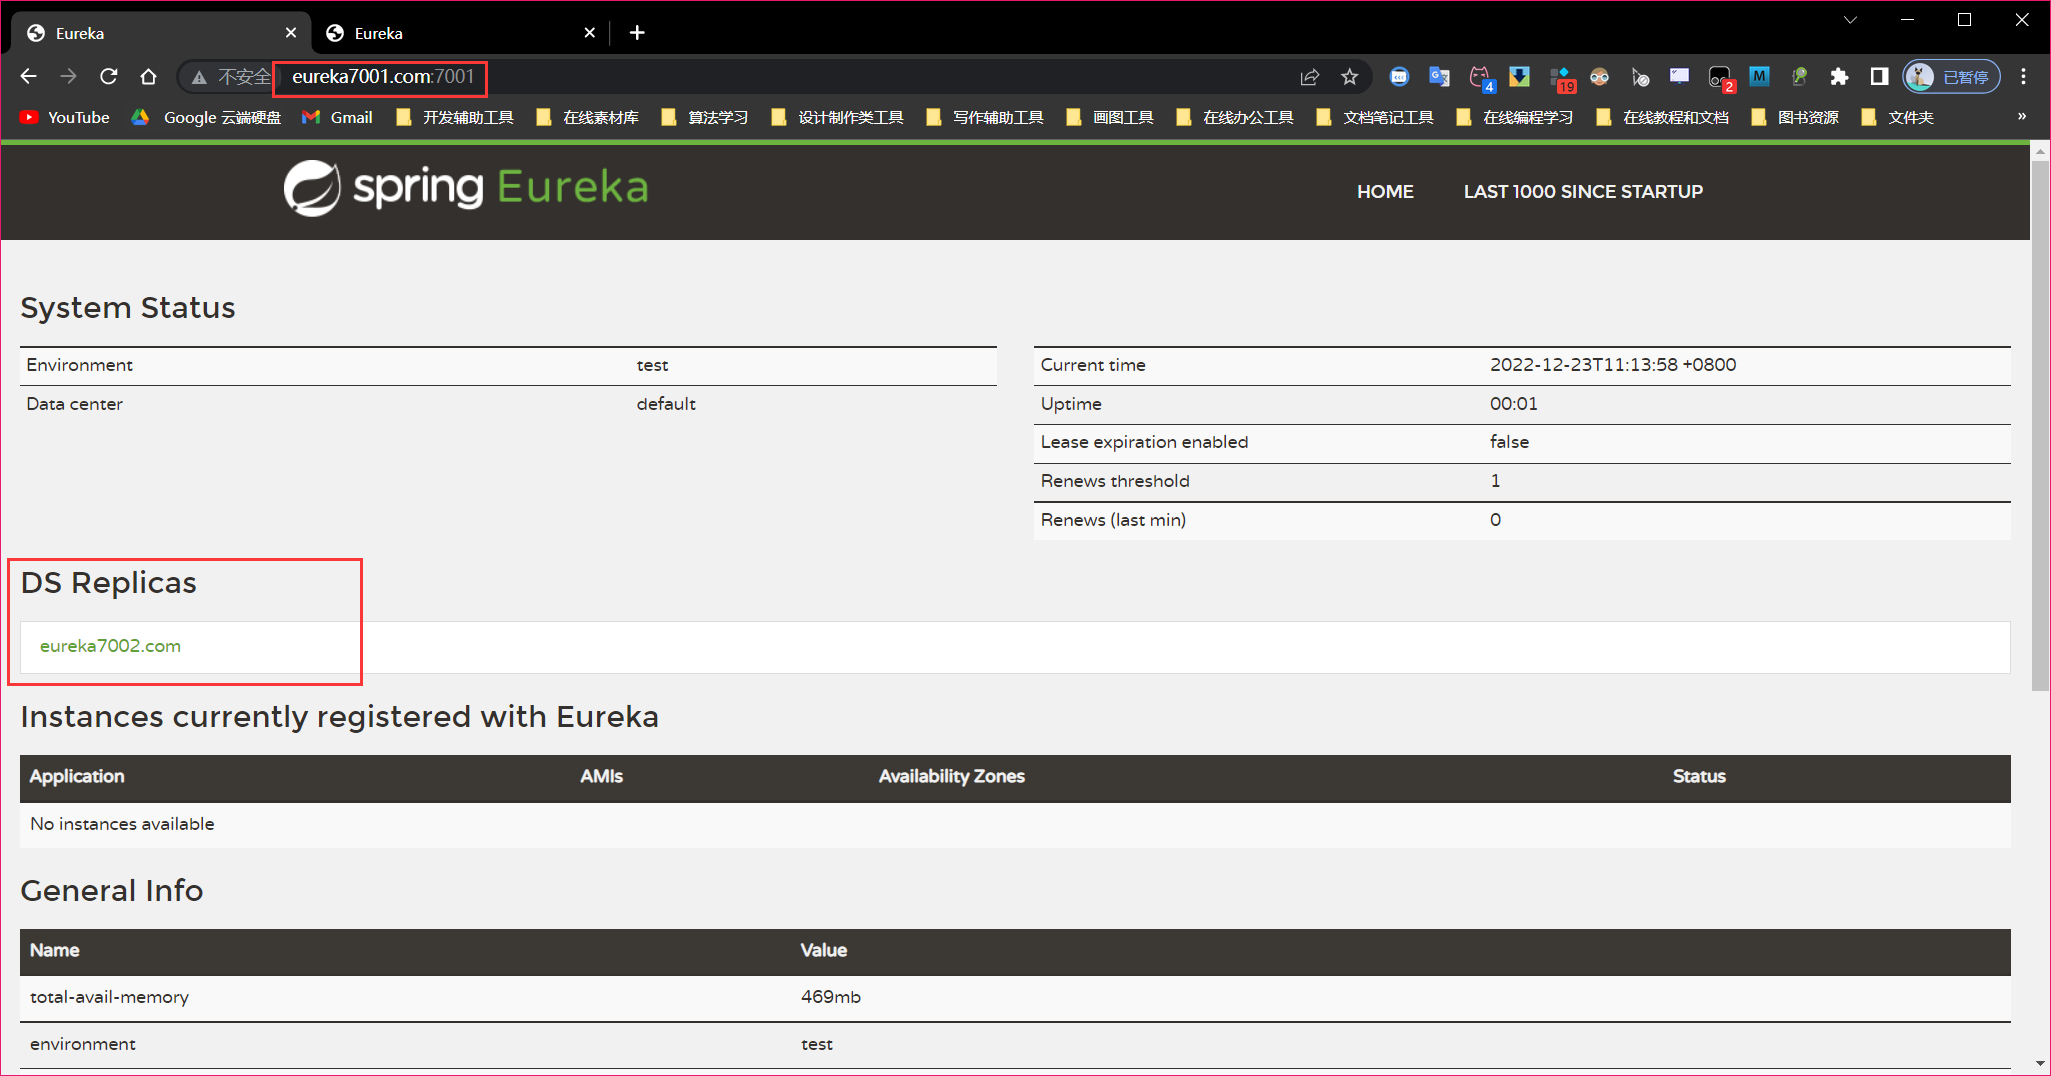 Eureka
Eureka
不安全 eureka7001.com:7001
4
19
2
已暂停
YouTube Google 云端硬盘 Gmail 开发辅助工具 在线素材库 算法学习 设计制作类工具 写作辅助工具 画图工具 在线办公工具 文档笔记工具 在线编程学习 在线教程和文档 图书资源 文件夹 »
spring Eureka
HOME LAST 1000 SINCE STARTUP
System Status
Environment test
Data center default
Current time 2022-12-23T11:13:58 +0800
Uptime 00:01
Lease expiration enabled false
Renews threshold 1
Renews (last min) 0
DS Replicas
eureka7002.com
Instances currently registered with Eureka
Application AMIs Availability Zones Status
No instances available
General Info
Name Value
total-avail-memory 469mb
environment test